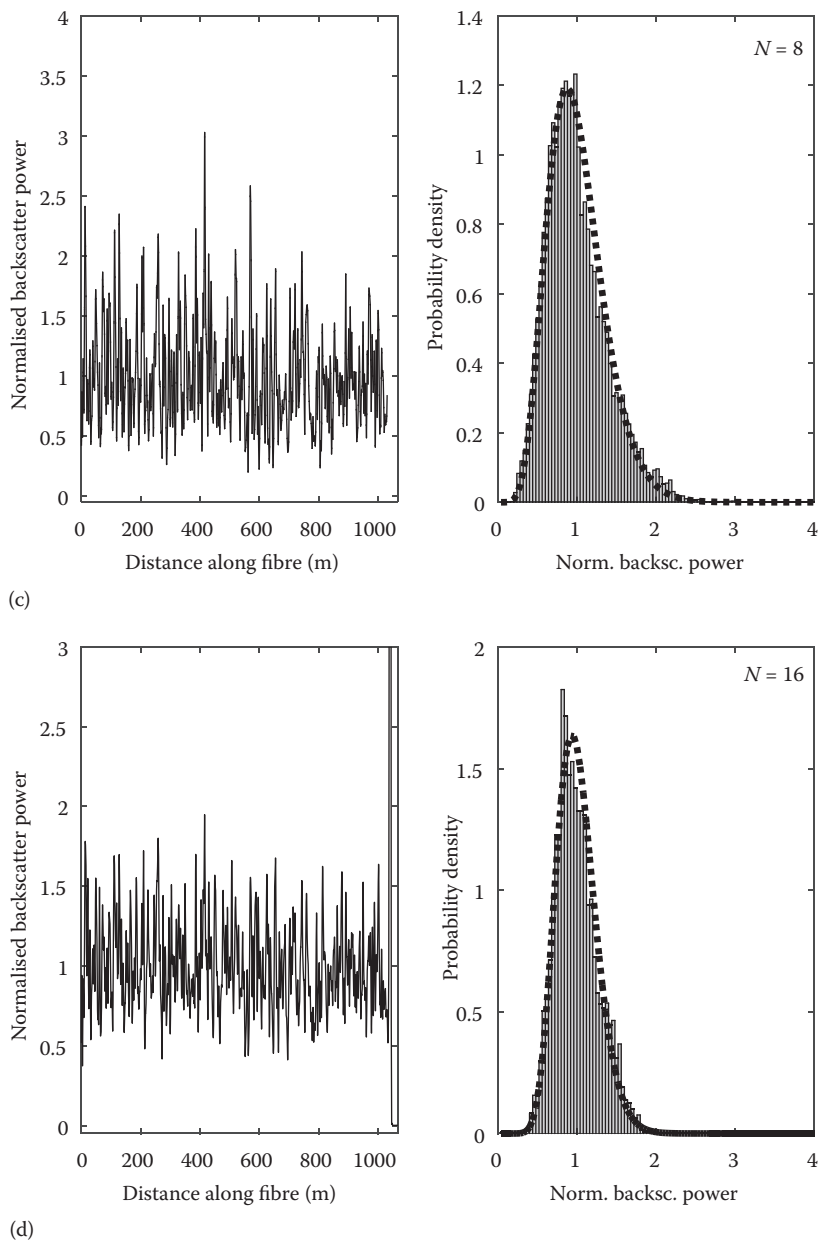 4
3.5
3
2.5
2
1.5
1
0.5
0
Normalised backscatter power
0 200 400 600 800 1000
Distance along fibre (m)
1.4
1.2
1
0.8
0.6
0.4
0.2
0
Probability density
N = 8
0 1 2 3 4
Norm. backsc. power
(c)
3
2.5
2
1.5
1
0.5
0
Normalised backscatter power
0 200 400 600 800 1000
Distance along fibre (m)
2
1.5
1
0.5
0
Probability density
N = 16
0 1 2 3 4
Norm. backsc. power
(d)